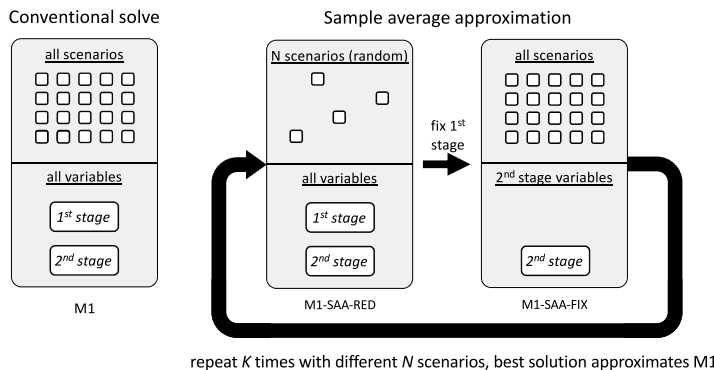 Conventional solve
Sample average approximation
all scenarios
all variables
1st stage
2nd stage
M1
N scenarios (random)
all variables
1st stage
2nd stage
M1-SAA-RED
fix 1st
stage
all scenarios
2nd stage variables
2nd stage
M1-SAA-FIX
repeat K times with different N scenarios, best solution approximates M1